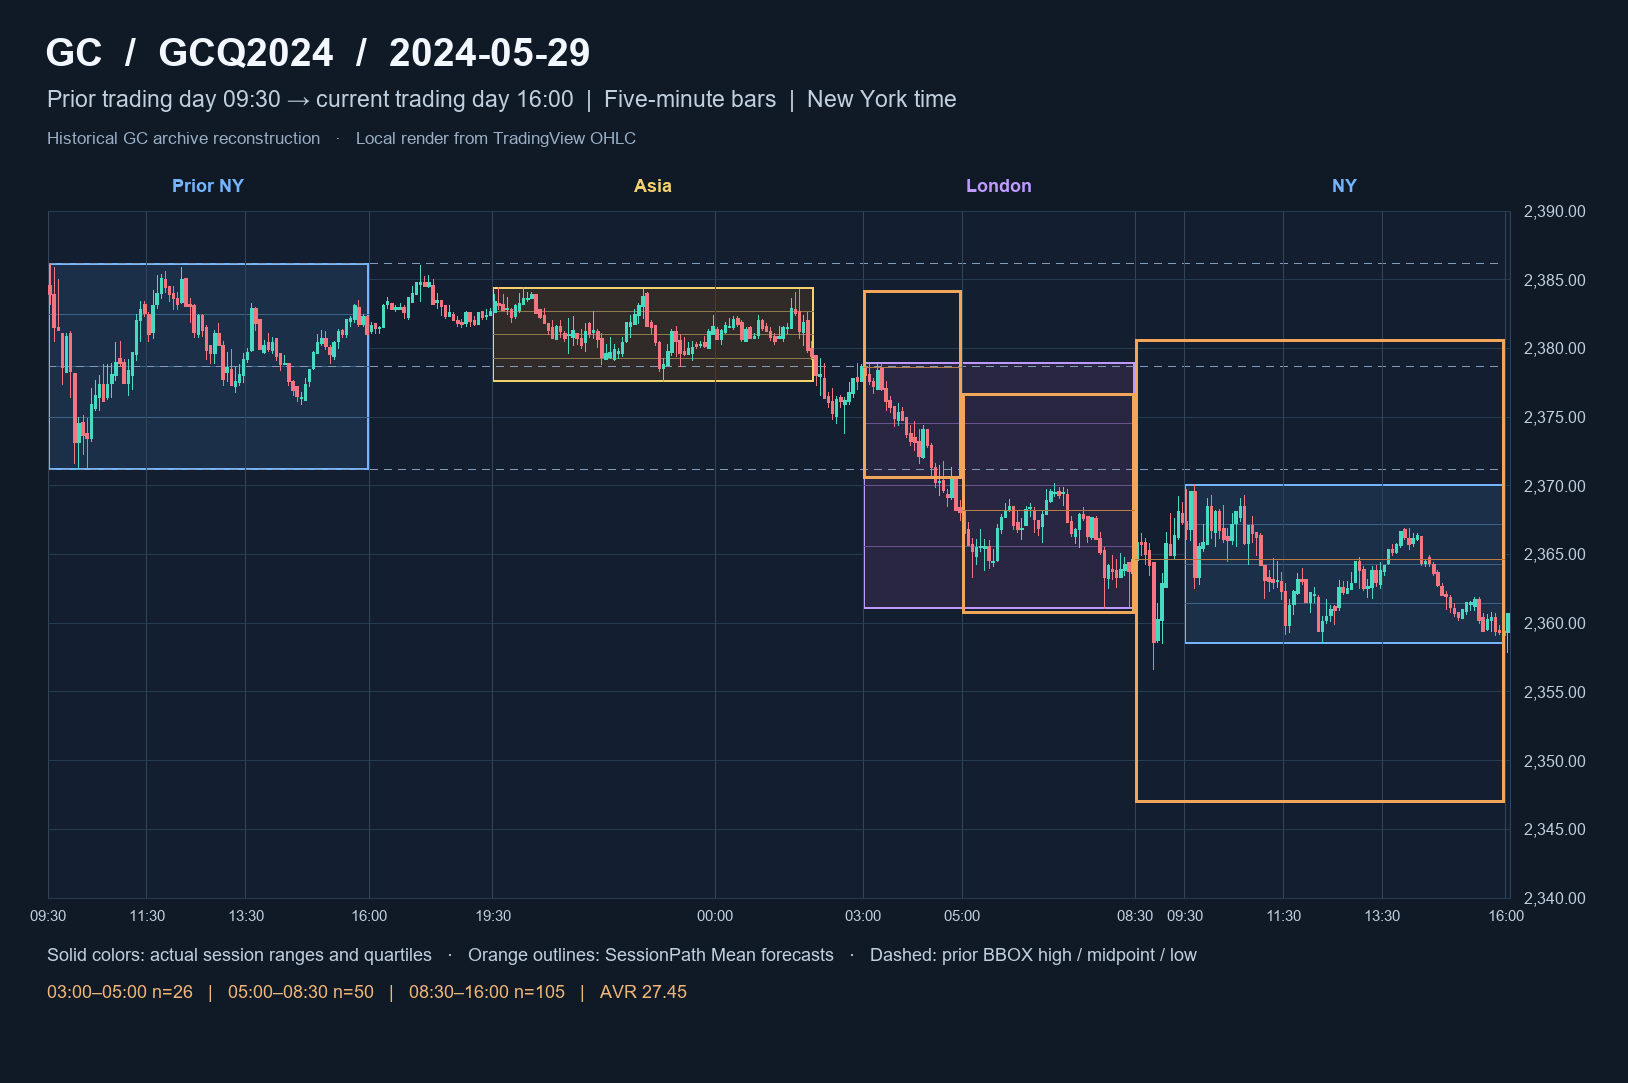 GC / GCQ2024 / 2024-05-29
Prior trading day 09:30 → current trading day 16:00 | Five-minute bars | New York time
Historical GC archive reconstruction · Local render from TradingView OHLC
Prior NY Asia London NY
2,390.00
2,385.00
2,380.00
2,375.00
2,370.00
2,365.00
2,360.00
2,355.00
2,350.00
2,345.00
2,340.00
09:30 11:30 13:30 16:00 19:30 00:00 03:00 05:00 08:30 09:30 11:30 13:30 16:00
Solid colors: actual session ranges and quartiles · Orange outlines: SessionPath Mean forecasts · Dashed: prior BBOX high / midpoint / low
03:00–05:00 n=26 | 05:00–08:30 n=50 | 08:30–16:00 n=105 | AVR 27.45